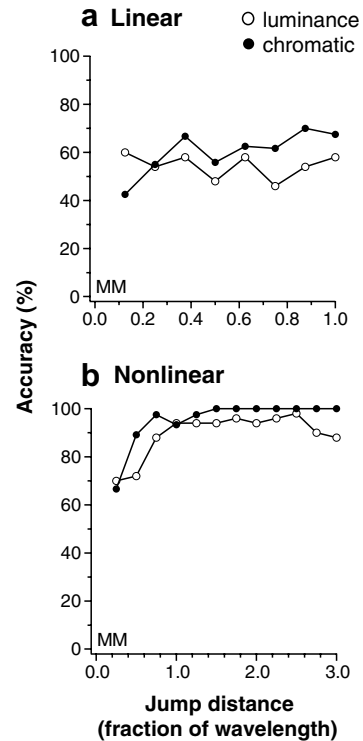 a Linear
luminance
chromatic
100
80
60
40
20
0
MM
0.0 0.2 0.4 0.6 0.8 1.0
Accuracy (%)
b Nonlinear
100
80
60
40
20
0
MM
0.0 1.0 2.0 3.0
Jump distance
(fraction of wavelength)